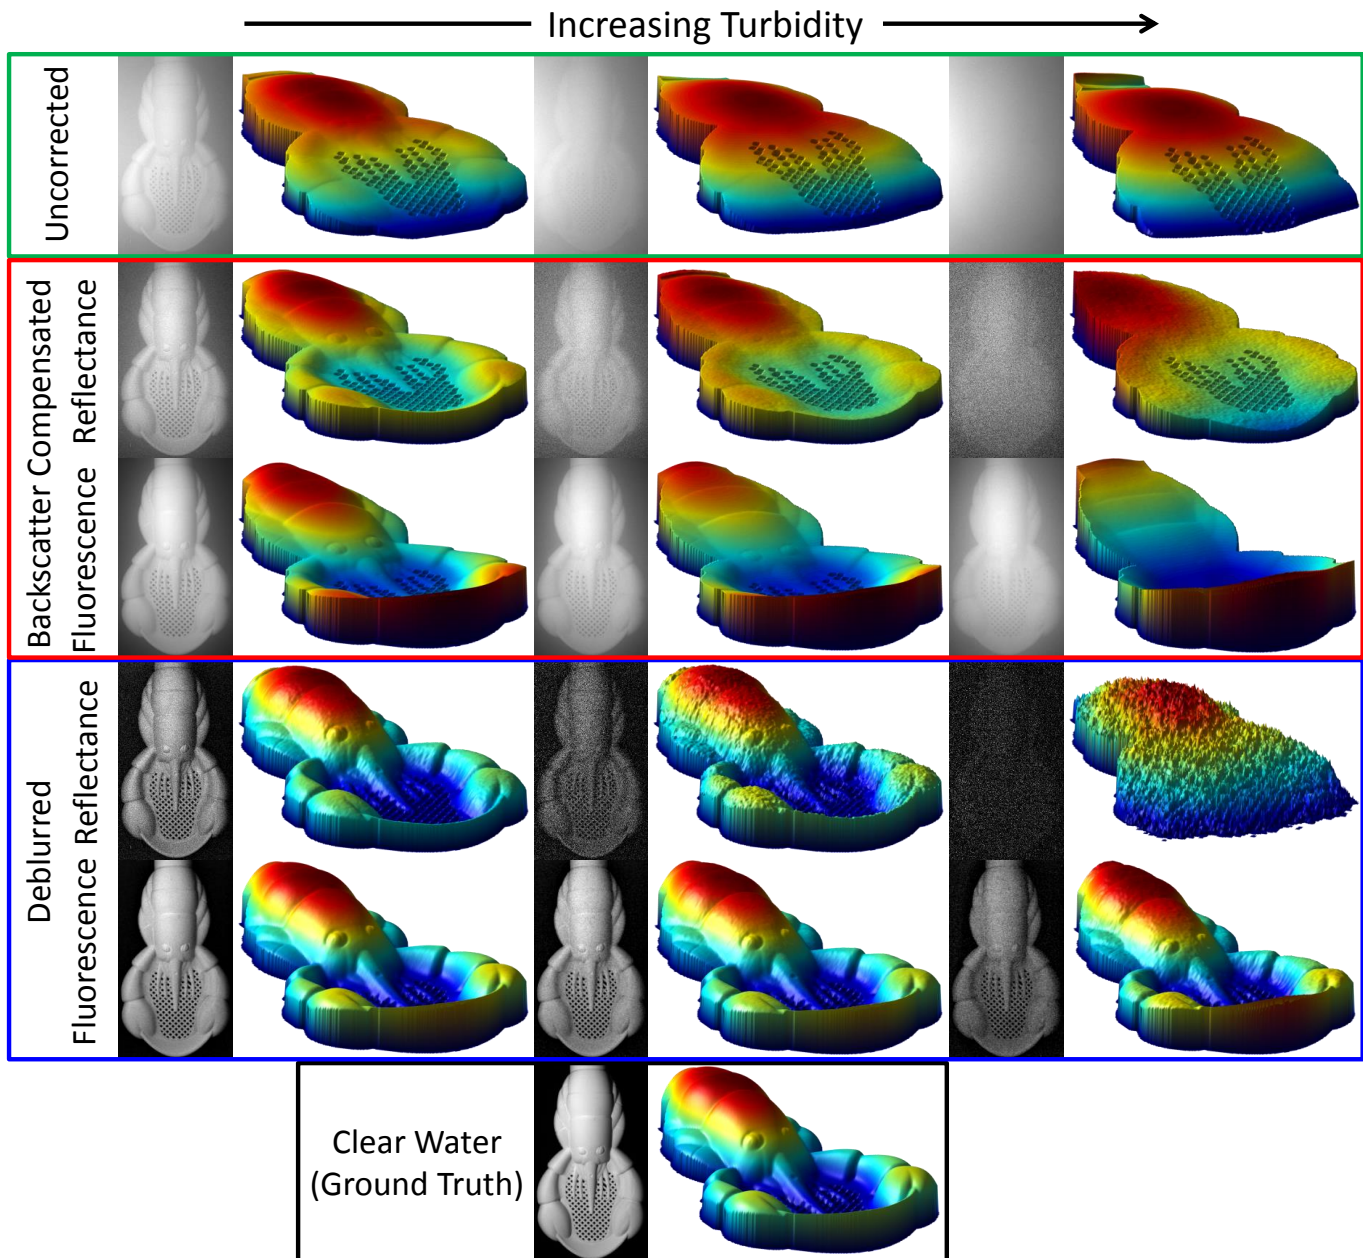 Increasing Turbidity
Uncorrected
Backscatter Compensated
Reflectance
Fluorescence
Deblurred
Reflectance
Fluorescence
Clear Water
(Ground Truth)